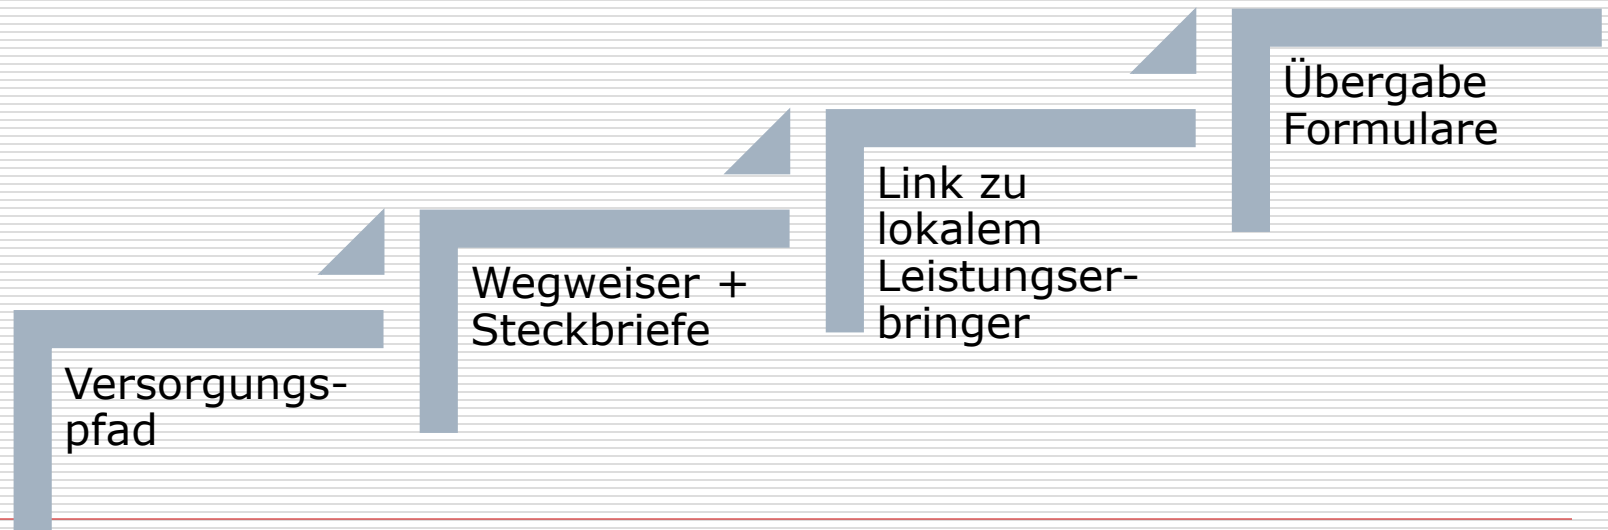 Versorgungs-
pfad
Wegweiser +
Steckbriefe
Link zu
lokalem
Leistungser-
bringer
Übergabe
Formulare